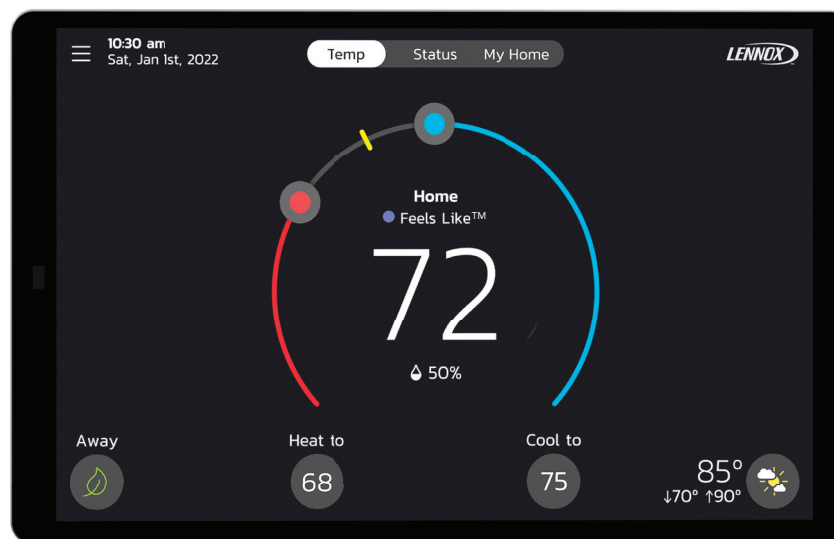 10:30 am
Sat, Jan 1st, 2022
Temp Status My Home
LENNOX
Home
Feels Like™
72
50%
Away
Heat to
68
Cool to
75
85°
↓70° ↑90°